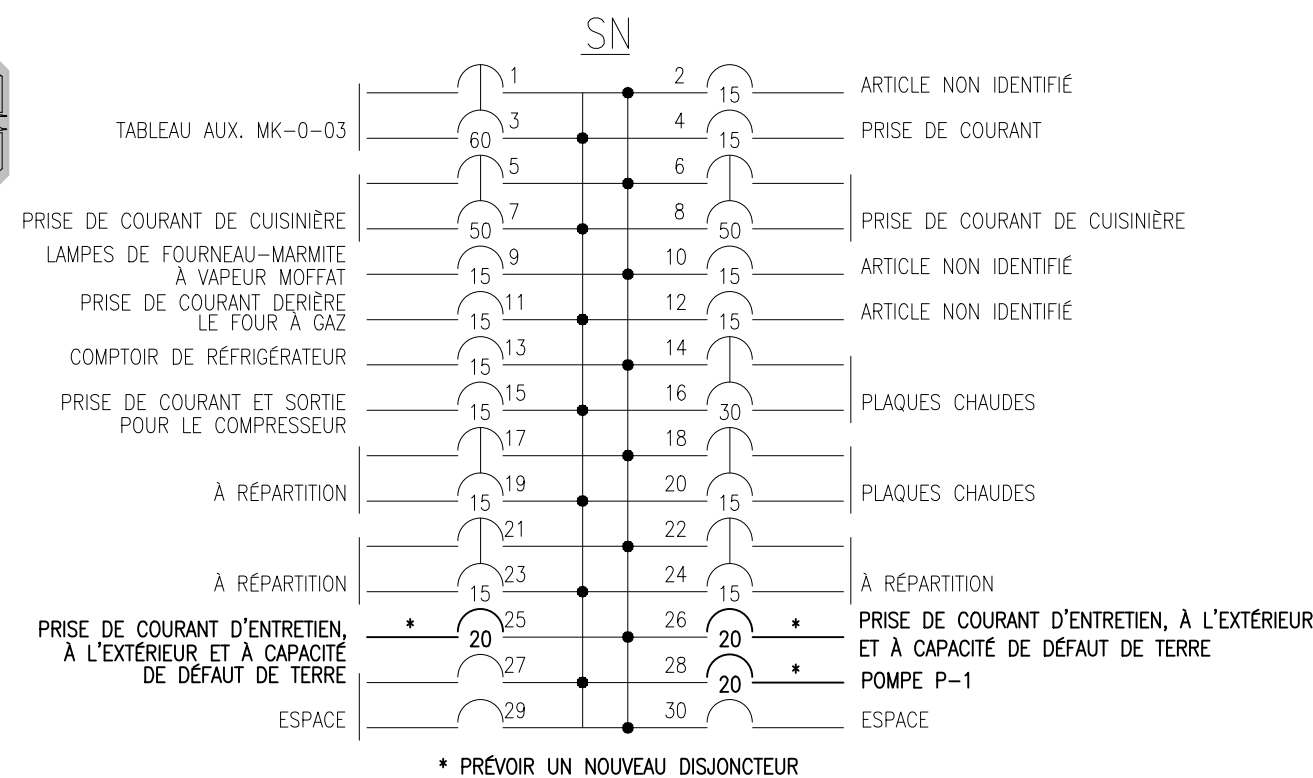 SN
1 2 15 ARTICLE NON IDENTIFIÉ
TABLEAU AUX. MK-0-03 60 3 4 15 PRISE DE COURANT
5 6
PRISE DE COURANT DE CUISINIÈRE 50 7 8 50 PRISE DE COURANT DE CUISINIÈRE
LAMPES DE FOURNEAU-MARMITE
À VAPEUR MOFFAT 15 9 10 15 ARTICLE NON IDENTIFIÉ
PRISE DE COURANT DERIÈRE
LE FOUR À GAZ 15 11 12 15 ARTICLE NON IDENTIFIÉ
COMPTOIR DE RÉFRIGÉRATEUR 15 13 14
PRISE DE COURANT ET SORTIE
POUR LE COMPRESSEUR 15 15 16 30 PLAQUES CHAUDES
17 18
À RÉPARTITION 15 19 20 15 PLAQUES CHAUDES
21 22
À RÉPARTITION 15 23 24 15 À RÉPARTITION
PRISE DE COURANT D'ENTRETIEN, * 20 25 26 20 * PRISE DE COURANT D'ENTRETIEN, À L'EXTÉRIEUR
À L'EXTÉRIEUR ET À CAPACITÉ ET À CAPACITÉ DE DÉFAUT DE TERRE
DE DÉFAUT DE TERRE 27 28 20 * POMPE P-1
ESPACE 29 30 ESPACE
* PRÉVOIR UN NOUVEAU DISJONCTEUR